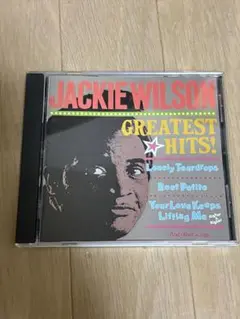 JACKIE WILSON
GREATEST
HITS!
Lonely Teardrops
Reet Petite
Your Love Keeps
Lifting Me